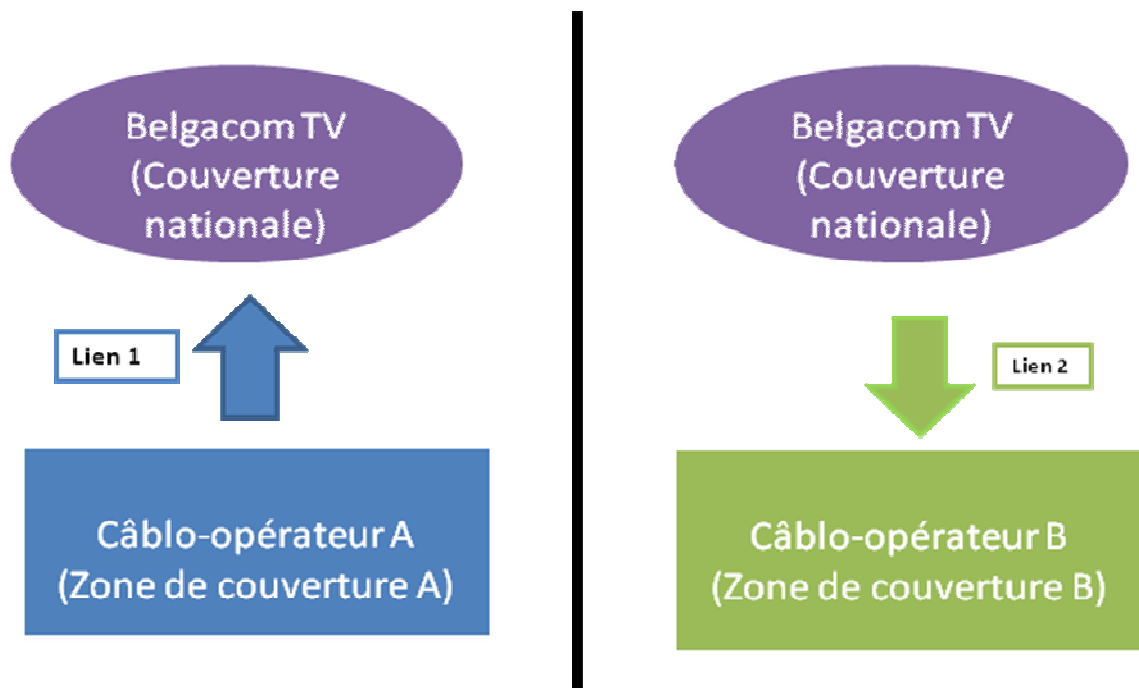 Belgacom TV
(Couverture
nationale)
Lien 1
Câblo-opérateur A
(Zone de couverture A)
Belgacom TV
(Couverture
nationale)
Lien 2
Câblo-opérateur B
(Zone de couverture B)